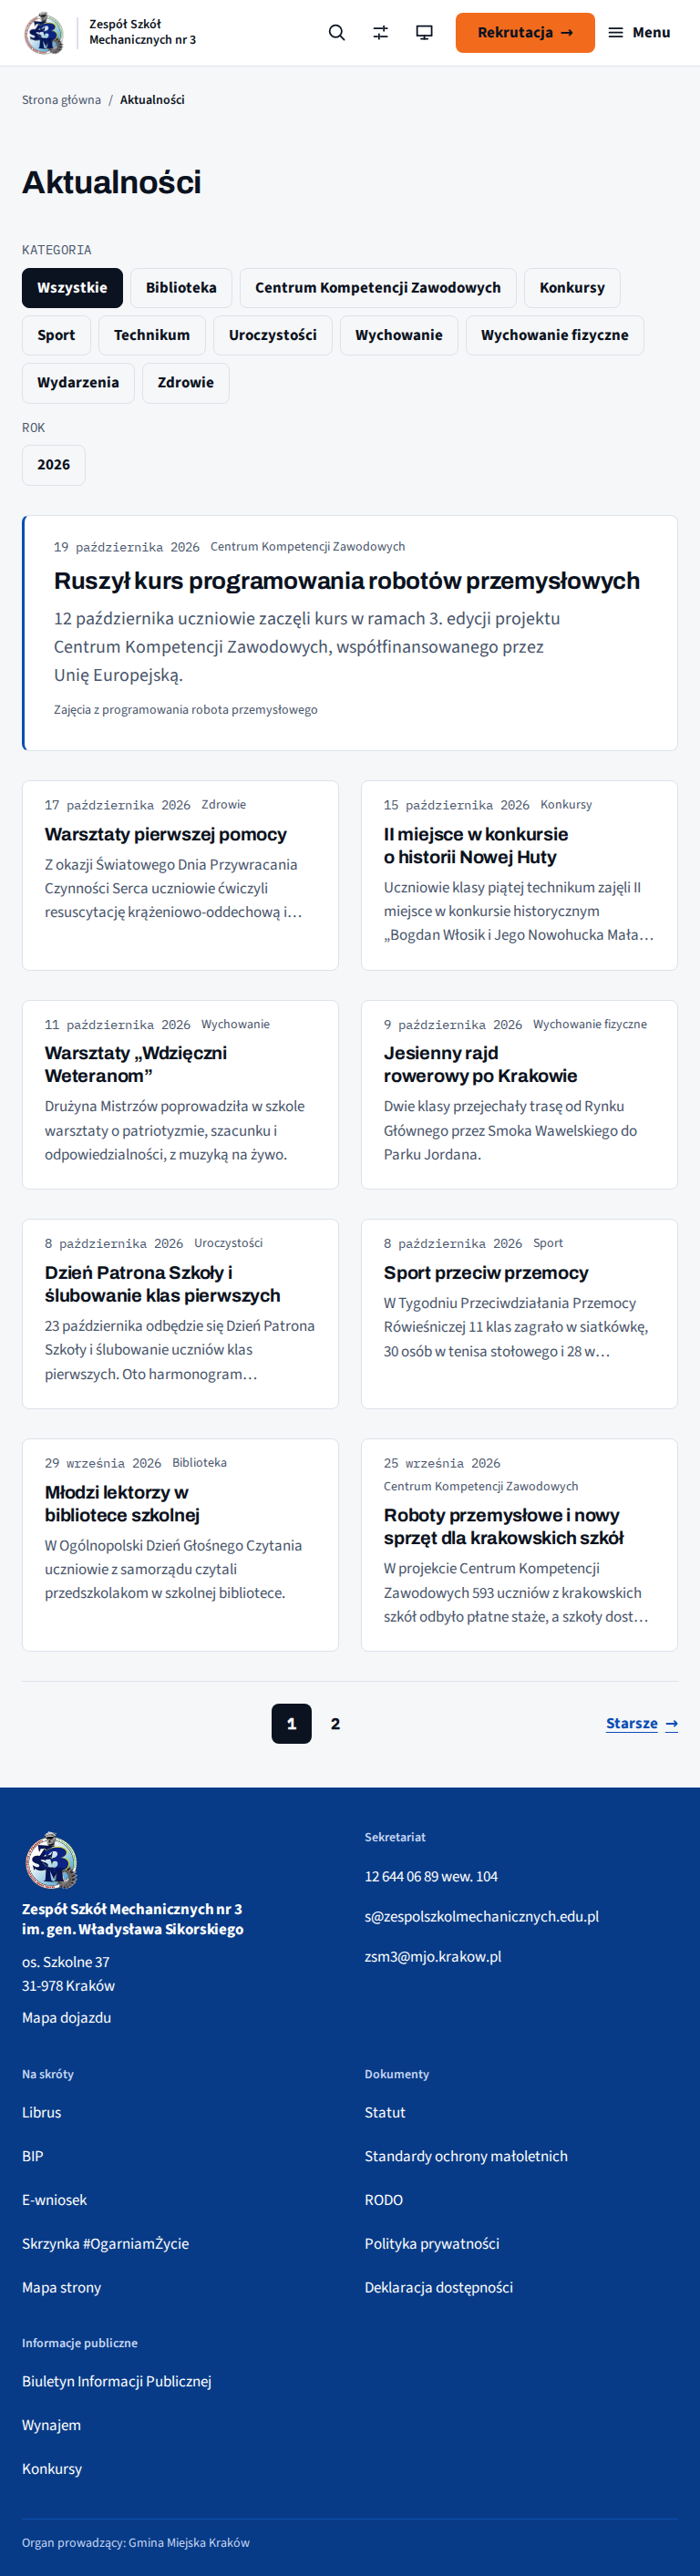 Zespół Szkół
Mechanicznych nr 3
Rekrutacja →
Menu
Strona główna / Aktualności
Aktualności
KATEGORIA
Wszystkie
Biblioteka
Centrum Kompetencji Zawodowych
Konkursy
Sport
Technikum
Uroczystości
Wychowanie
Wychowanie fizyczne
Wydarzenia
Zdrowie
ROK
2026
19 października 2026 Centrum Kompetencji Zawodowych
Ruszył kurs programowania robotów przemysłowych
12 października uczniowie zaczęli kurs w ramach 3. edycji projektu
Centrum Kompetencji Zawodowych, współfinansowanego przez
Unię Europejską.
Zajęcia z programowania robota przemysłowego
17 października 2026 Zdrowie
Warsztaty pierwszej pomocy
Z okazji Światowego Dnia Przywracania
Czynności Serca uczniowie ćwiczyli
resuscytację krążeniowo-oddechową i…
15 października 2026 Konkursy
II miejsce w konkursie
o historii Nowej Huty
Uczniowie klasy piątej technikum zajęli II
miejsce w konkursie historycznym
„Bogdan Włosik i Jego Nowohucka Mała…
11 października 2026 Wychowanie
Warsztaty „Wdzięczni
Weteranom”
Drużyna Mistrzów poprowadziła w szkole
warsztaty o patriotyzmie, szacunku i
odpowiedzialności, z muzyką na żywo.
9 października 2026 Wychowanie fizyczne
Jesienny rajd
rowerowy po Krakowie
Dwie klasy przejechały trasę od Rynku
Głównego przez Smoka Wawelskiego do
Parku Jordana.
8 października 2026 Uroczystości
Dzień Patrona Szkoły i
ślubowanie klas pierwszych
23 października odbędzie się Dzień Patrona
Szkoły i ślubowanie uczniów klas
pierwszych. Oto harmonogram…
8 października 2026 Sport
Sport przeciw przemocy
W Tygodniu Przeciwdziałania Przemocy
Rówieśniczej 11 klas zagrało w siatkówkę,
30 osób w tenisa stołowego i 28 w…
29 września 2026 Biblioteka
Młodzi lektorzy w
bibliotece szkolnej
W Ogólnopolski Dzień Głośnego Czytania
uczniowie z samorządu czytali
przedszkolakom w szkolnej bibliotece.
25 września 2026
Centrum Kompetencji Zawodowych
Roboty przemysłowe i nowy
sprzęt dla krakowskich szkół
W projekcie Centrum Kompetencji
Zawodowych 593 uczniów z krakowskich
szkół odbyło płatne staże, a szkoły dost…
1 2
Starsze →
Zespół Szkół Mechanicznych nr 3
im. gen. Władysława Sikorskiego
os. Szkolne 37
31-978 Kraków
Mapa dojazdu
Sekretariat
12 644 06 89 wew. 104
s@zespolszkolmechanicznych.edu.pl
zsm3@mjo.krakow.pl
Na skróty
Librus
BIP
E-wniosek
Skrzynka #OgarniamŻycie
Mapa strony
Dokumenty
Statut
Standardy ochrony małoletnich
RODO
Polityka prywatności
Deklaracja dostępności
Informacje publiczne
Biuletyn Informacji Publicznej
Wynajem
Konkursy
Organ prowadzący: Gmina Miejska Kraków